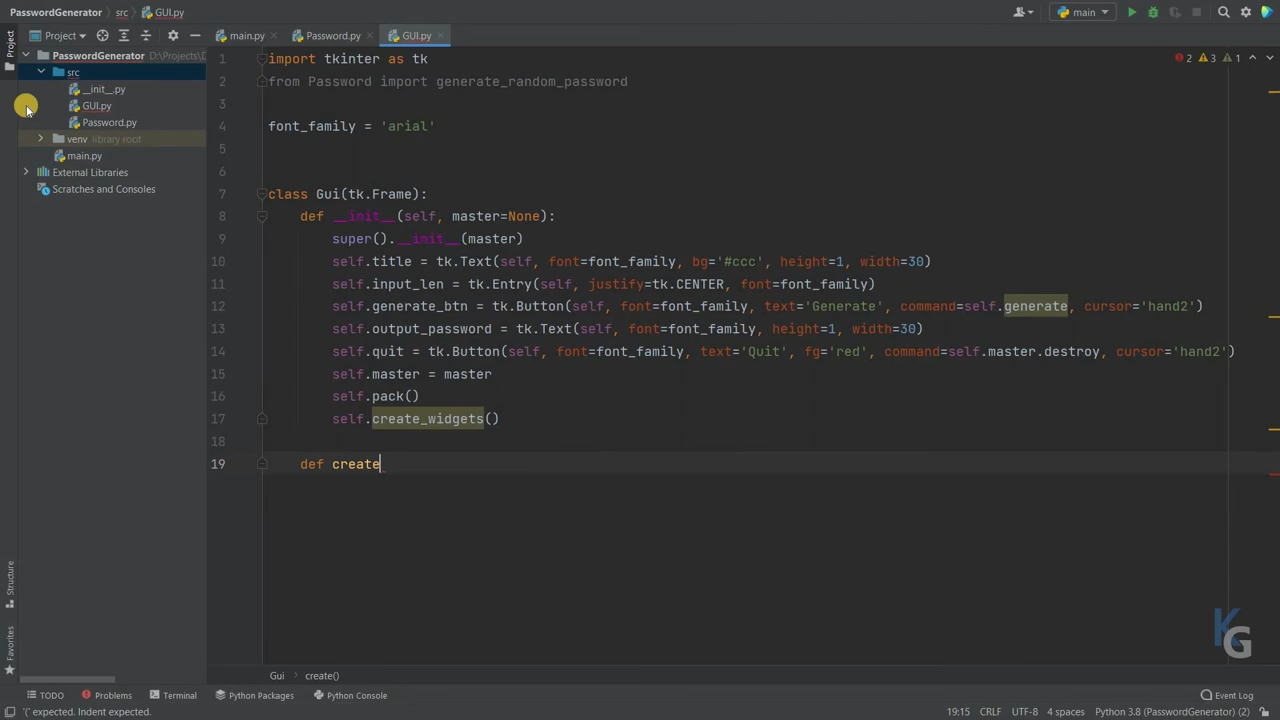 PasswordGenerator src GUI.py
main
Project
main.py
Password.py
GUI.py
Project
PasswordGenerator D:\Projects\D
src
__init__.py
GUI.py
Password.py
venv library root
main.py
External Libraries
Scratches and Consoles
2 3 1
1 import tkinter as tk
2 from Password import generate_random_password
3
4 font_family = 'arial'
5
6
7 class Gui(tk.Frame):
8 def __init__(self, master=None):
9 super().__init__(master)
10 self.title = tk.Text(self, font=font_family, bg='#ccc', height=1, width=30)
11 self.input_len = tk.Entry(self, justify=tk.CENTER, font=font_family)
12 self.generate_btn = tk.Button(self, font=font_family, text='Generate', command=self.generate, cursor='hand2')
13 self.output_password = tk.Text(self, font=font_family, height=1, width=30)
14 self.quit = tk.Button(self, font=font_family, text='Quit', fg='red', command=self.master.destroy, cursor='hand2')
15 self.master = master
16 self.pack()
17 self.create_widgets()
18
19 def create
Structure
Favorites
KG
Gui create()
TODO Problems Terminal Python Packages Python Console Event Log
'(' expected. Indent expected. 19:15 CRLF UTF-8 4 spaces Python 3.8 (PasswordGenerator) (2)